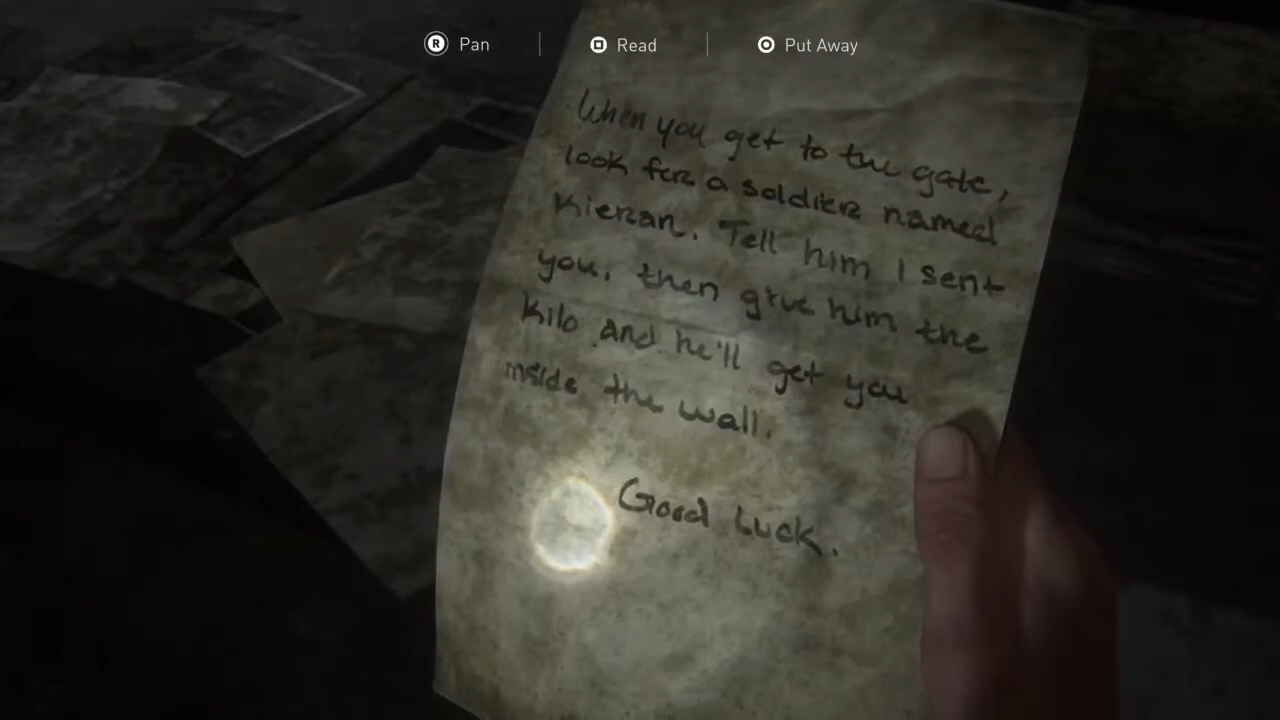 Pan | Read | Put Away
When you get to the gate,
look for a soldier named
Kieran. Tell him I sent
you, then give him the
kilo and he'll get you
inside the wall.
Good Luck.